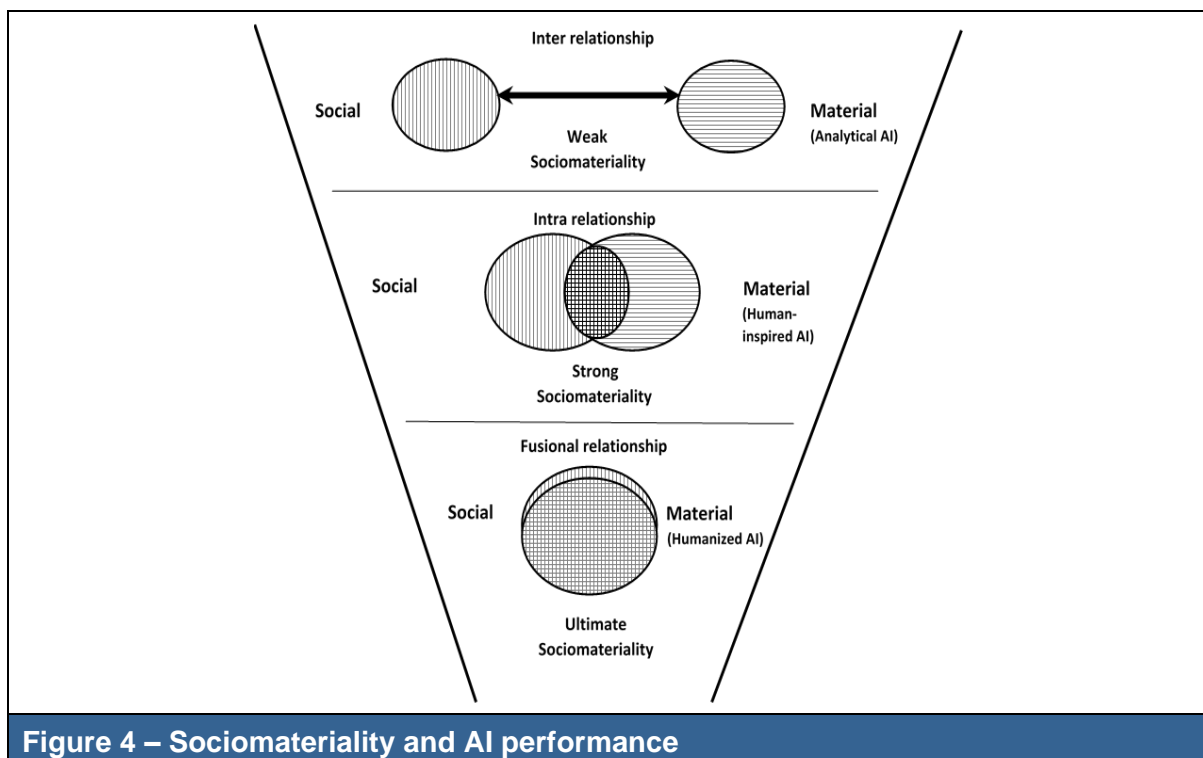 Inter relationship
Social
Material
(Analytical AI)
Weak
Sociomateriality
Intra relationship
Social
Material
(Human-
inspired AI)
Strong
Sociomateriality
Fusional relationship
Social
Material
(Humanized AI)
Ultimate
Sociomateriality
Figure 4 – Sociomateriality and AI performance